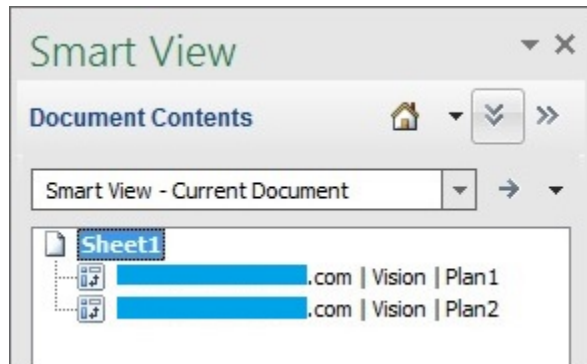 Smart View
Document Contents
Smart View - Current Document
Sheet1
.com | Vision | Plan1
.com | Vision | Plan2